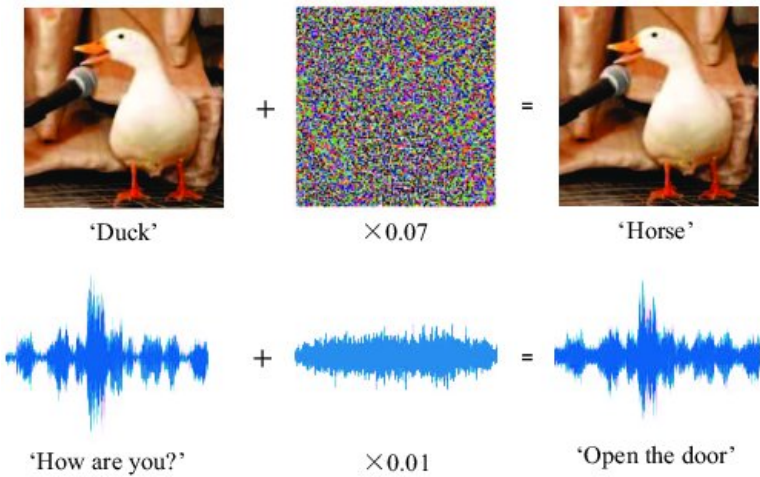 + =
‘Duck’ ×0.07 ‘Horse’
+ =
‘How are you?’ ×0.01 ‘Open the door’